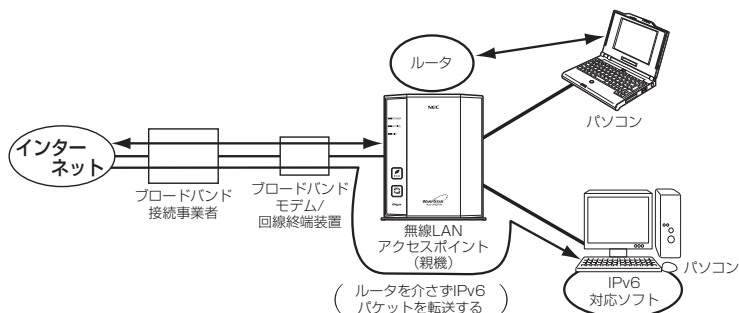 ルータ
パソコン
NEC
インター
ネット
ブロードバンド
接続事業者
ブロードバンド
モデム/
回線終端装置
無線LAN
アクセスポイント
(親機)
パソコン
IPv6
対応ソフト
ルータを介さずIPv6
パケットを転送する